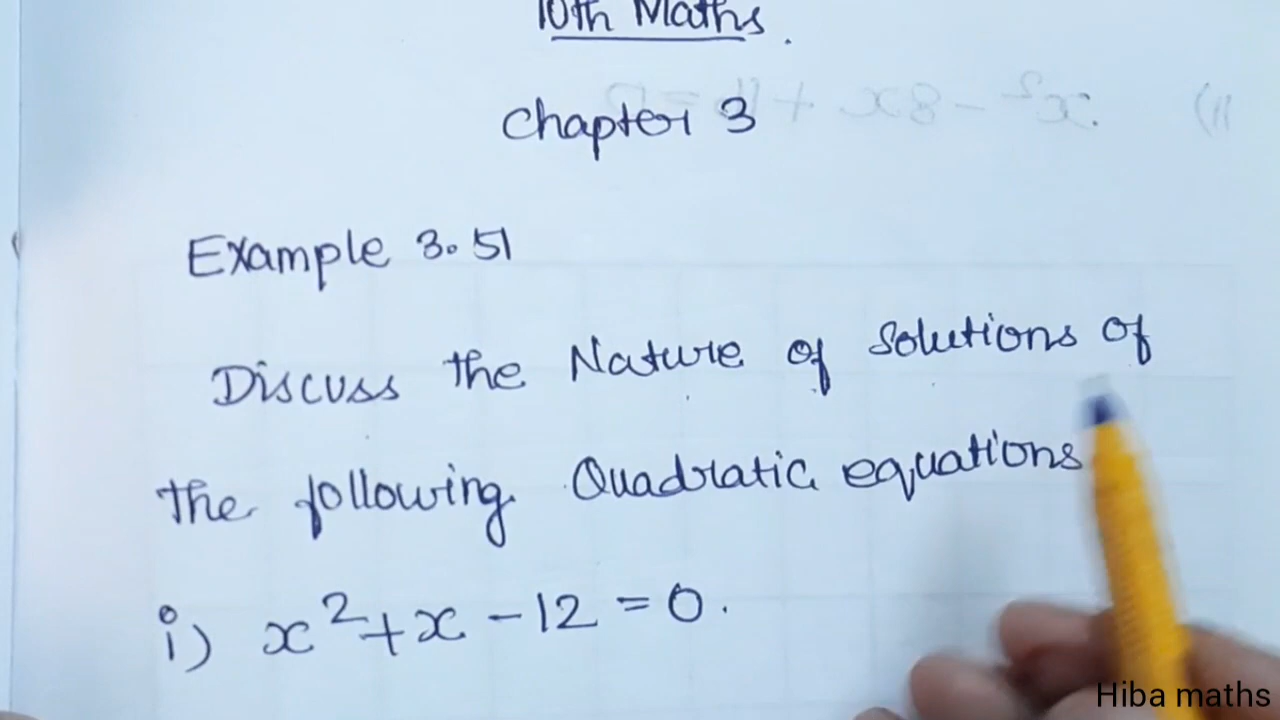 10th Maths.
Chapter 3
Example 3.51
Discuss the Nature of solutions of
the following Quadratic equations
i) x²+x-12=0.
Hiba maths